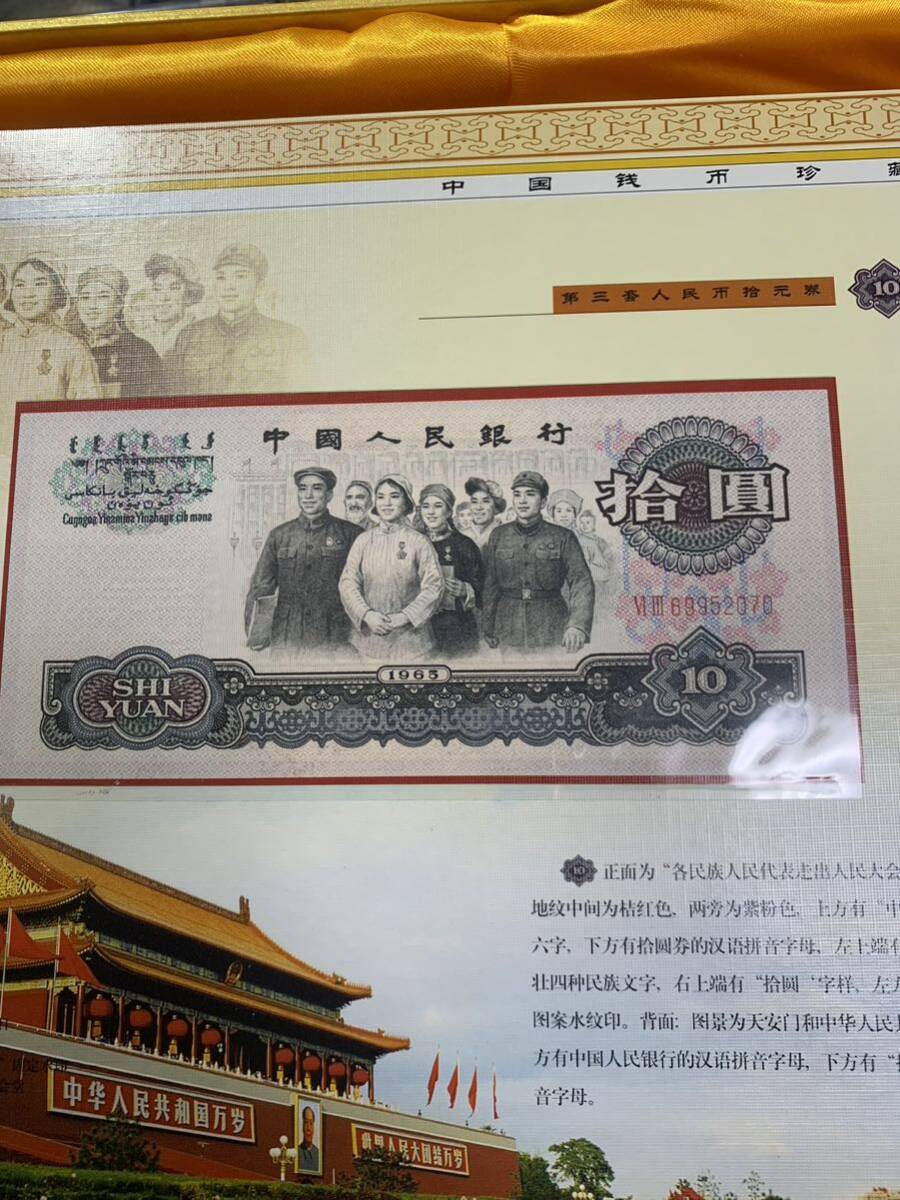 中国钱币珍藏
第三套人民币拾元券
10
中國人民銀行
拾圓
Cunggoz Yinzminz Yinzhangz cib maenz
ⅥⅢ69952070
1965
SHI
YUAN
10
正面为“各民族人民代表走出人民大会
地纹中间为桔红色，两旁为紫粉色，上方有“中
六字，下方有拾圆券的汉语拼音字母，左上端有
壮四种民族文字，右上端有“拾圆‘字样，左八
图案水纹印。背面：图景为天安门和中华人民共
方有中国人民银行的汉语拼音字母，下方有“拾
音字母。
中华人民共和国万岁
世界人民大团结万岁